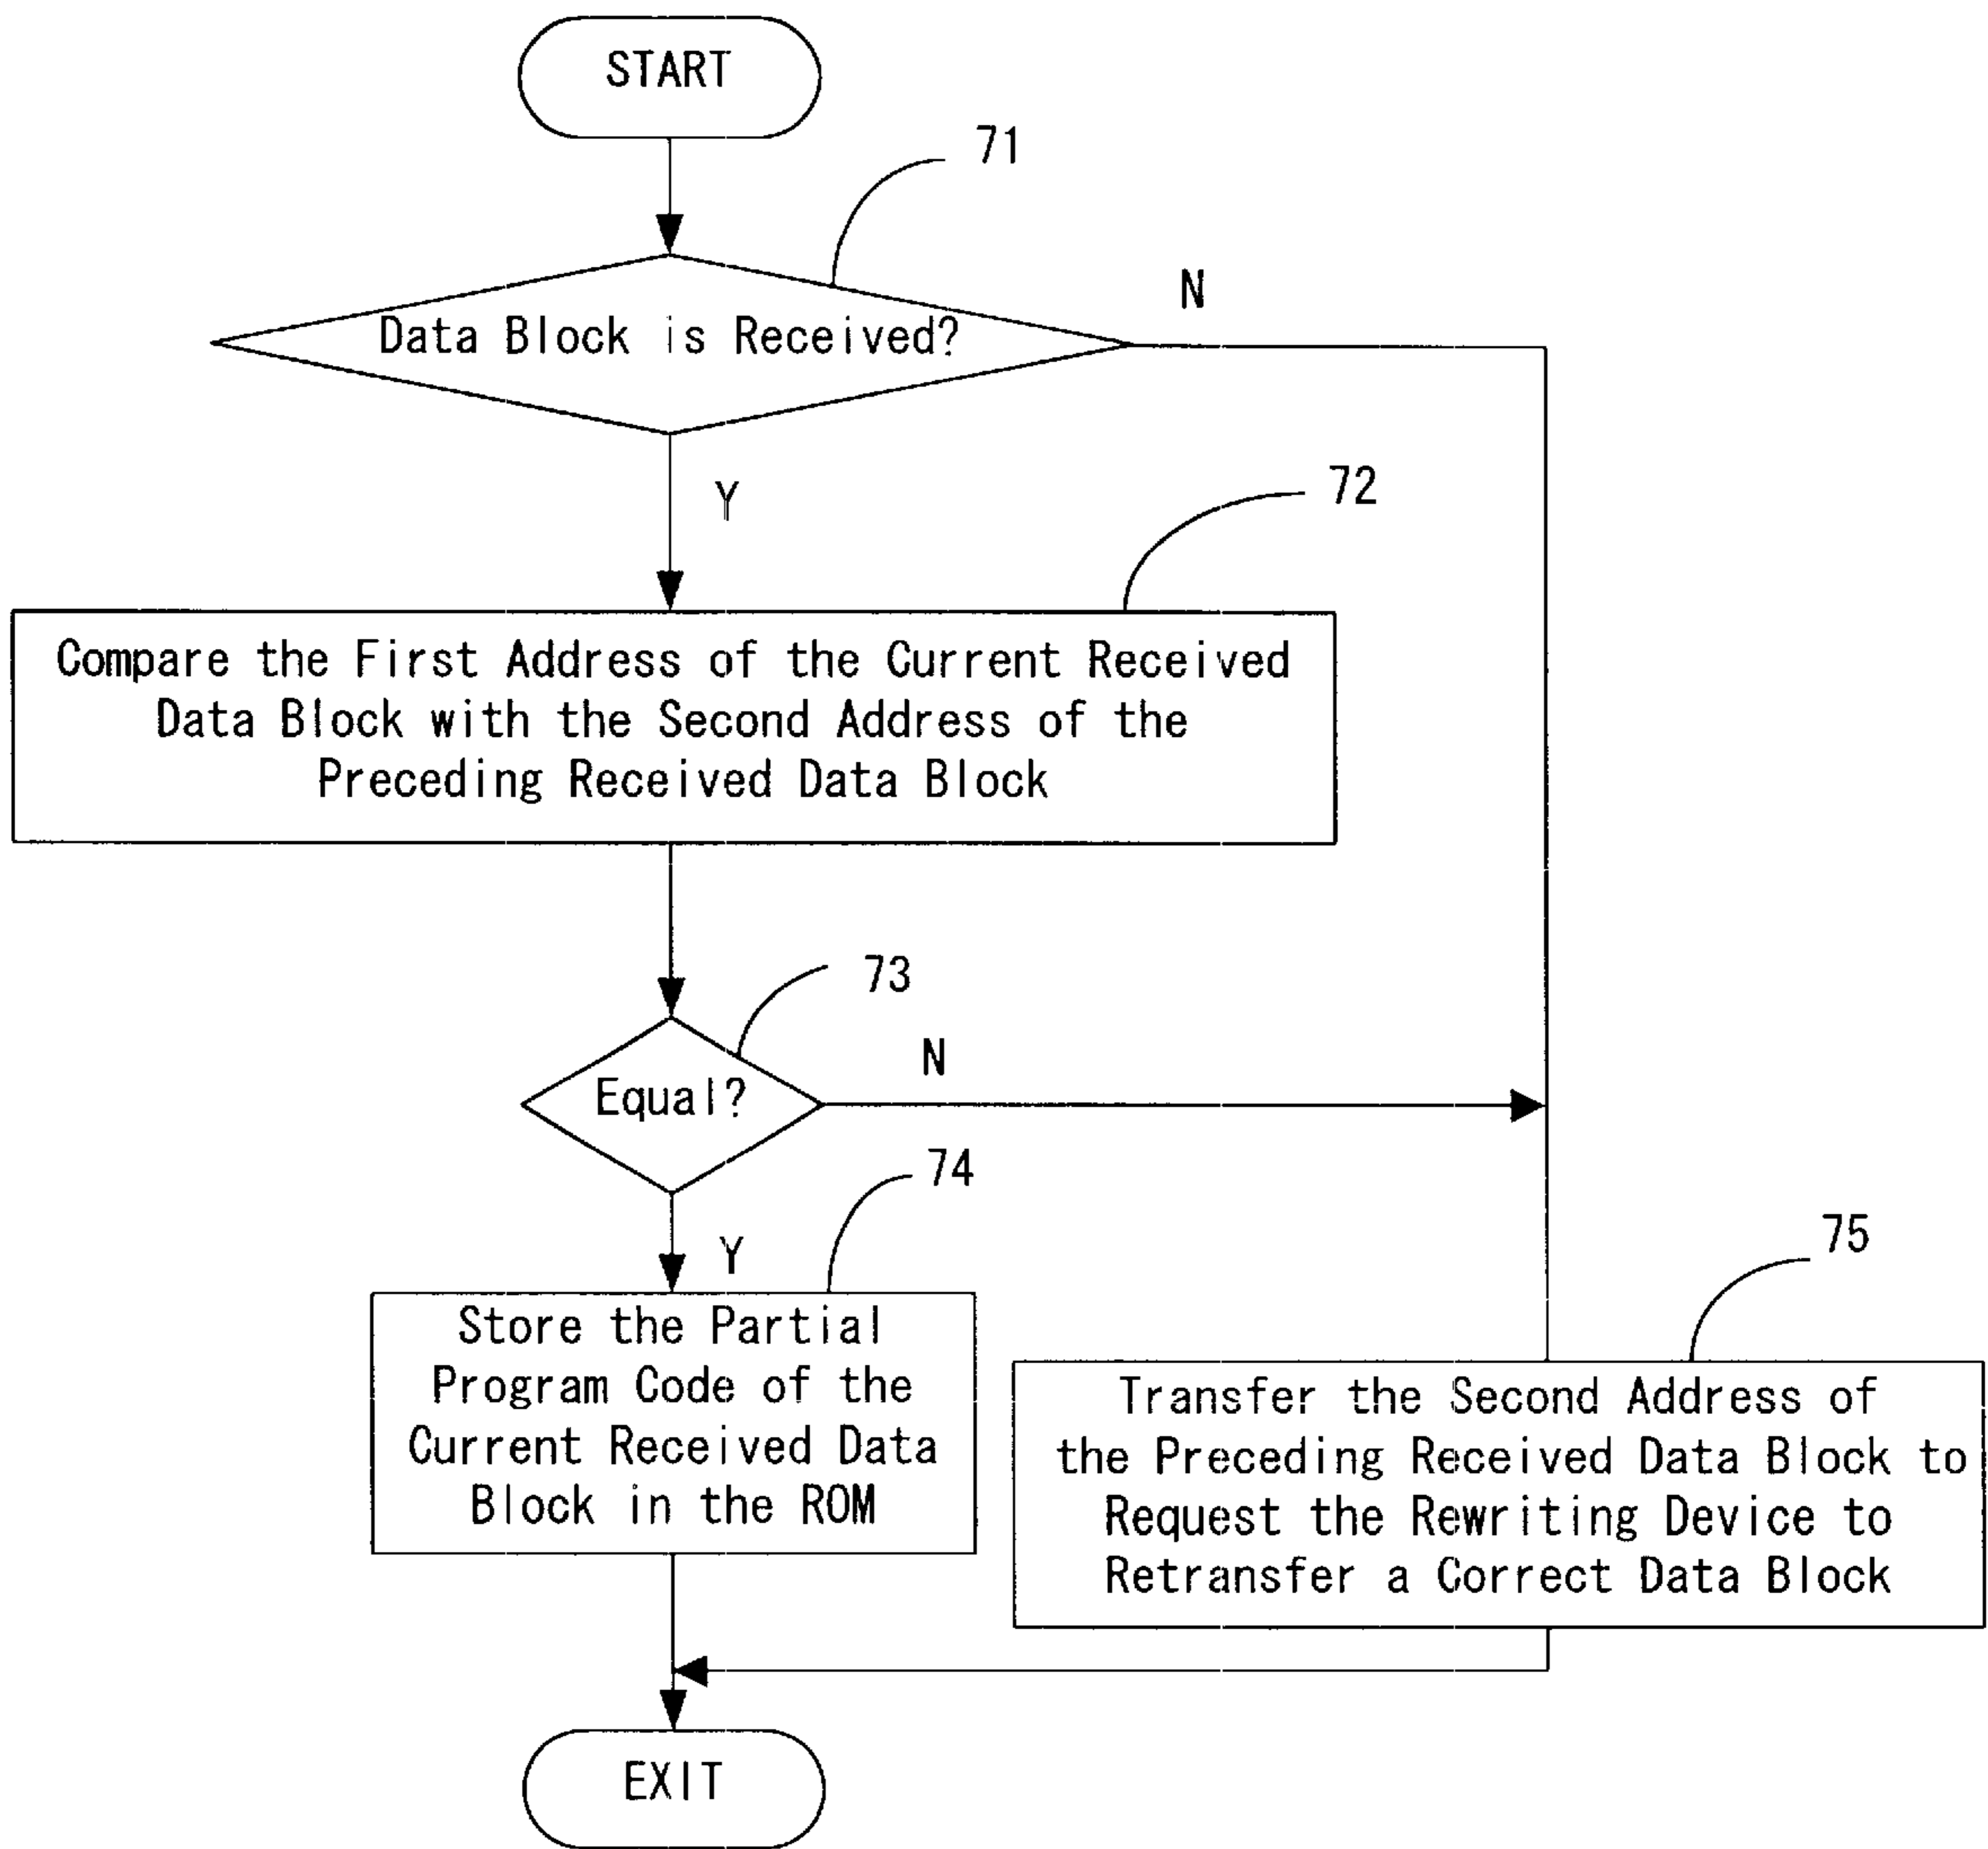 START
71
Data Block is Received?
N
Y
72
Compare the First Address of the Current Received
Data Block with the Second Address of the
Preceding Received Data Block
73
Equal?
N
74
Y
Store the Partial
Program Code of the
Current Received Data
Block in the ROM
75
Transfer the Second Address of
the Preceding Received Data Block to
Request the Rewriting Device to
Retransfer a Correct Data Block
EXIT